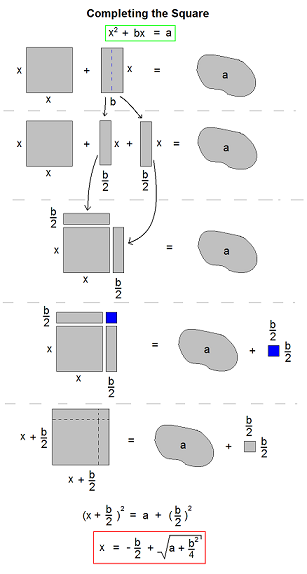 Completing the Square
x² + bx = a
x + x = a
x b
x + x + x = a
x b/2 b/2
b/2
x = a
x b/2
b/2
x = a + b/2 b/2
x b/2
x + b/2 = a + b/2 b/2
x + b/2
(x + b/2)² = a + (b/2)²
x = -b/2 + √(a + b²/4)